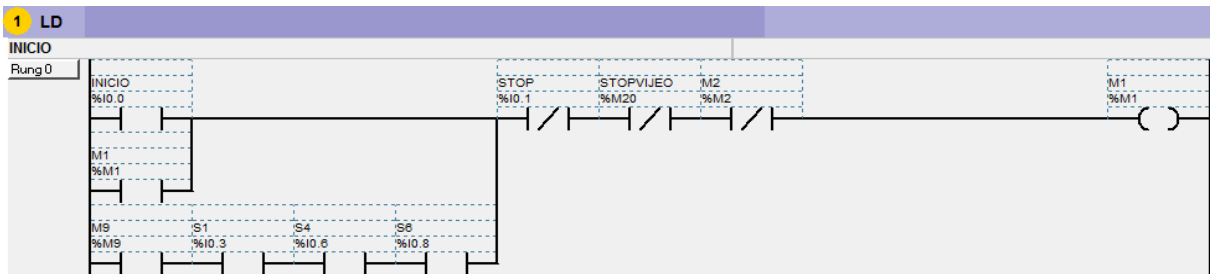 1 LD
INICIO
Rung 0
INICIO STOP STOPVIJEO M2 M1
%I0.0 %I0.1 %M20 %M2 %M1
M1
%M1
M9 S1 S4 S6
%M9 %I0.3 %I0.6 %I0.8